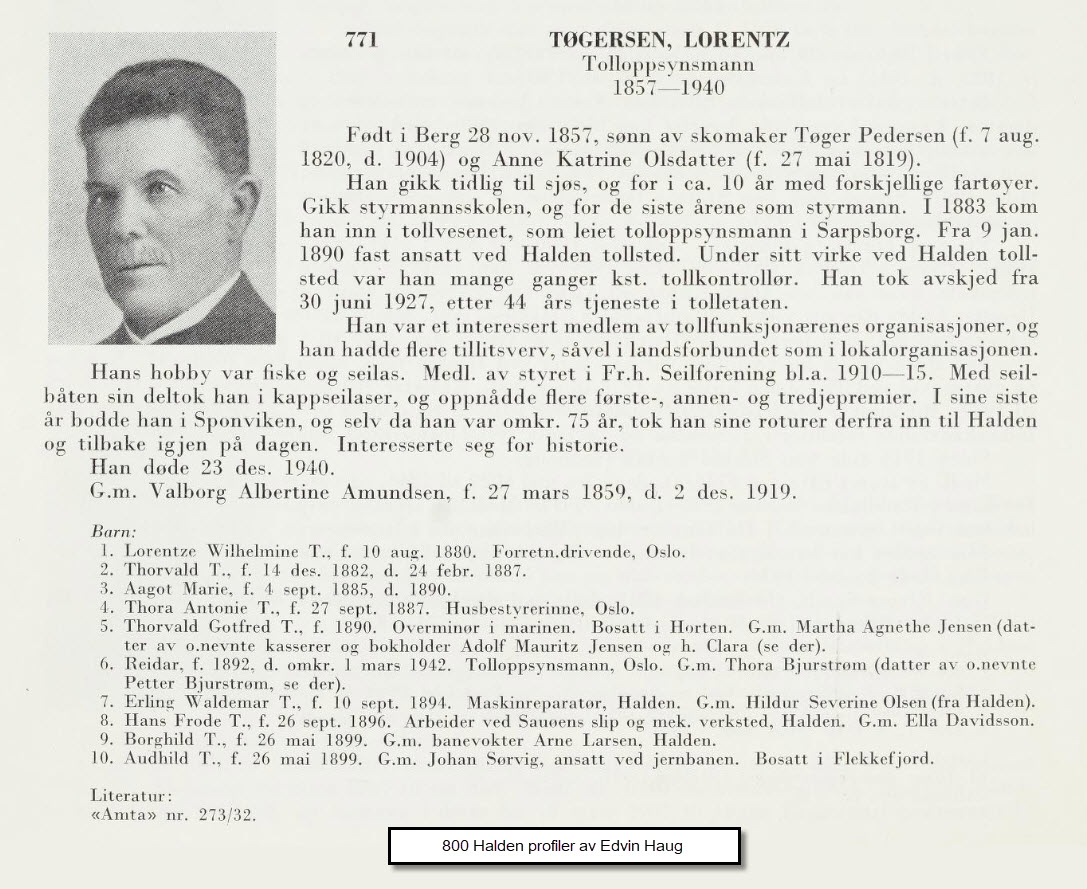 771 TØGERSEN, LORENTZ
Tolloppsynsmann
1857—1940
Født i Berg 28 nov. 1857, sønn av skomaker Tøger Pedersen (f. 7 aug.
1820, d. 1904) og Anne Katrine Olsdatter (f. 27 mai 1819).
Han gikk tidlig til sjøs, og for i ca. 10 år med forskjellige fartøyer.
Gikk styrmannsskolen, og for de siste årene som styrmann. I 1883 kom
han inn i tollvesenet, som leiet tolloppsynsmann i Sarpsborg. Fra 9 jan.
1890 fast ansatt ved Halden tollsted. Under sitt virke ved Halden toll-
sted var han mange ganger kst. tollkontrollør. Han tok avskjed fra
30 juni 1927, etter 44 års tjeneste i tolletaten.
Han var et interessert medlem av tollfunksjonærenes organisasjoner, og
han hadde flere tillitsverv, såvel i landsforbundet som i lokalorganisasjonen.
Hans hobby var fiske og seilas. Medl. av styret i Fr.h. Seilforening bl.a. 1910—15. Med seil-
båten sin deltok han i kappseilaser, og oppnådde flere første-, annen- og tredjepremier. I sine siste
år bodde han i Sponviken, og selv da han var omkr. 75 år, tok han sine roturer derfra inn til Halden
og tilbake igjen på dagen. Interesserte seg for historie.
Han døde 23 des. 1940.
G.m. Valborg Albertine Amundsen, f. 27 mars 1859, d. 2 des. 1919.
Barn:
1. Lorentze Wilhelmine T., f. 10 aug. 1880. Forretn.drivende, Oslo.
2. Thorvald T., f. 14 des. 1882, d. 24 febr. 1887.
3. Aagot Marie, f. 4 sept. 1885, d. 1890.
4. Thora Antonie T., f. 27 sept. 1887. Husbestyrerinne, Oslo.
5. Thorvald Gotfred T., f. 1890. Overminør i marinen. Bosatt i Horten. G.m. Martha Agnethe Jensen (dat-
ter av o.nevnte kasserer og bokholder Adolf Mauritz Jensen og h. Clara (se der).
6. Reidar, f. 1892, d. omkr. 1 mars 1942. Tolloppsynsmann, Oslo. G.m. Thora Bjurstrøm (datter av o.nevnte
Petter Bjurstrøm, se der).
7. Erling Waldemar T., f. 10 sept. 1894. Maskinreparatør, Halden. G.m. Hildur Severine Olsen (fra Halden).
8. Hans Frode T., f. 26 sept. 1896. Arbeider ved Sauøens slip og mek. verksted, Halden. G.m. Ella Davidsson.
9. Borghild T., f. 26 mai 1899. G.m. banevokter Arne Larsen, Halden.
10. Audhild T., f. 26 mai 1899. G.m. Johan Sørvig, ansatt ved jernbanen. Bosatt i Flekkefjord.
Literatur:
«Amta» nr. 273/32.
800 Halden profiler av Edvin Haug